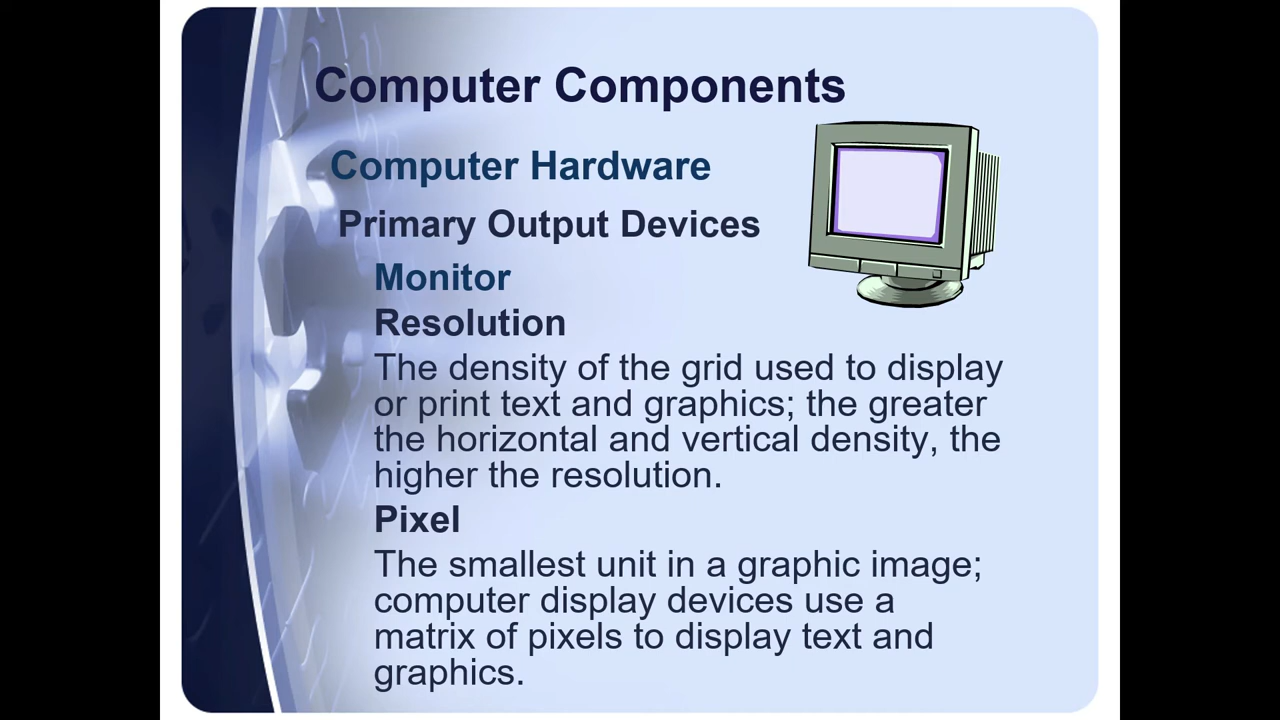 Computer Components
Computer Hardware
Primary Output Devices
Monitor
Resolution
The density of the grid used to display
or print text and graphics; the greater
the horizontal and vertical density, the
higher the resolution.
Pixel
The smallest unit in a graphic image;
computer display devices use a
matrix of pixels to display text and
graphics.